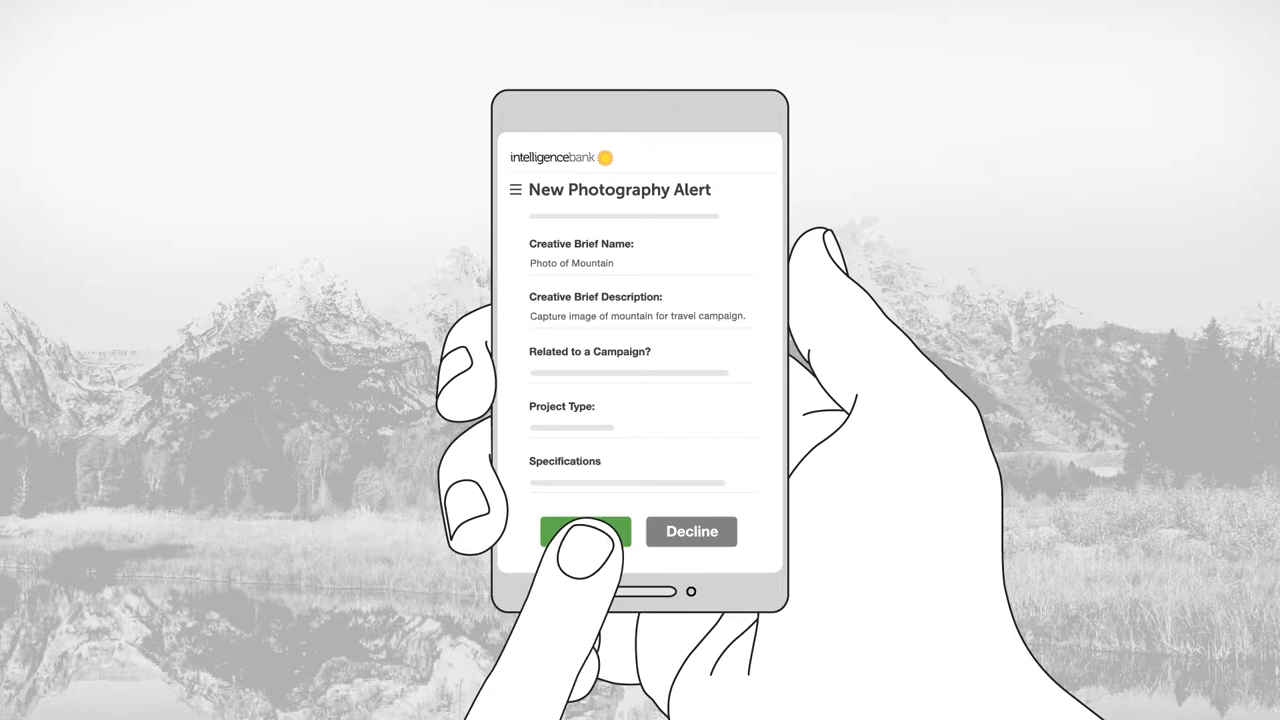 intelligencebank
New Photography Alert
Creative Brief Name:
Photo of Mountain
Creative Brief Description:
Capture image of mountain for travel campaign.
Related to a Campaign?
Project Type:
Specifications
Decline